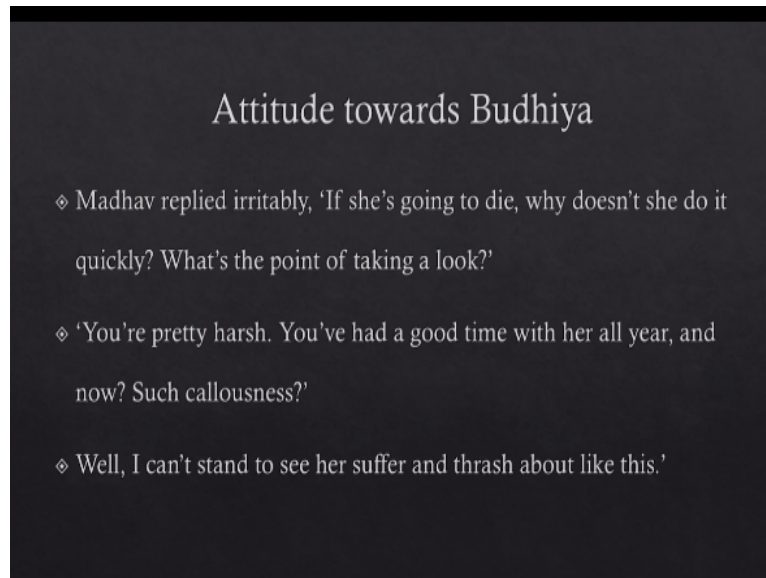 Attitude towards Budhiya
◈ Madhav replied irritably, ‘If she’s going to die, why doesn’t she do it
quickly? What’s the point of taking a look?’
◈ ‘You’re pretty harsh. You’ve had a good time with her all year, and
now? Such callousness?’
◈ Well, I can’t stand to see her suffer and thrash about like this.’